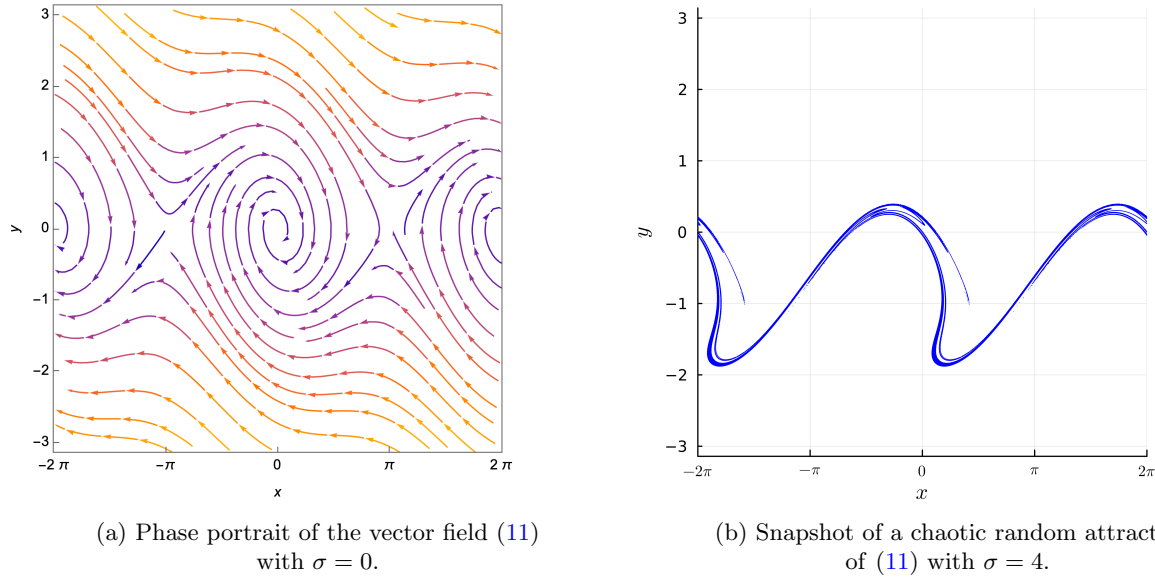 3
2
1
0
−1
−2
−3
y
−2 π
−π
0
π
2 π
x
3
2
1
0
−1
−2
−3
y
−2π
−π
0
π
2π
x
(a) Phase portrait of the vector field (11)
with σ = 0.
(b) Snapshot of a chaotic random attract
of (11) with σ = 4.